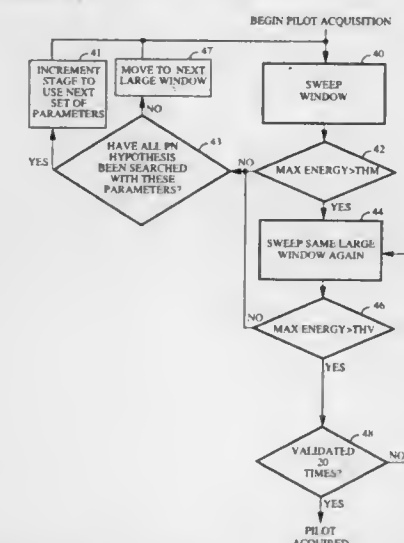 BEGIN PILOT ACQUISITION
41
INCREMENT
STAGE TO
USE NEXT
SET OF
PARAMETERS
47
MOVE TO NEXT
LARGE WINDOW
40
SWEEP
WINDOW
NO
43
HAVE ALL PN
HYPOTHESIS
BEEN SEARCHED
WITH THESE
PARAMETERS?
YES
42
NO
MAX ENERGY>THM
YES
44
SWEEP SAME LARGE
WINDOW AGAIN
46
NO
MAX ENERGY>THV
YES
48
VALIDATED
20
TIMES?
NO
YES
PILOT
ACQUIRED